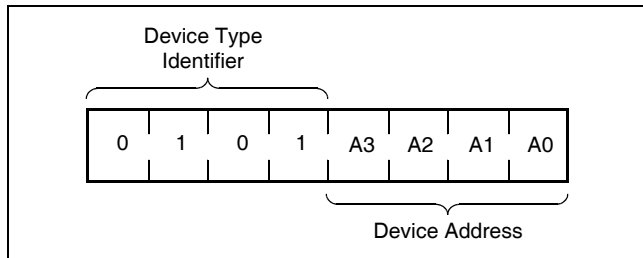 Device Type
Identifier
0 1 0 1 A3 A2 A1 A0
Device Address